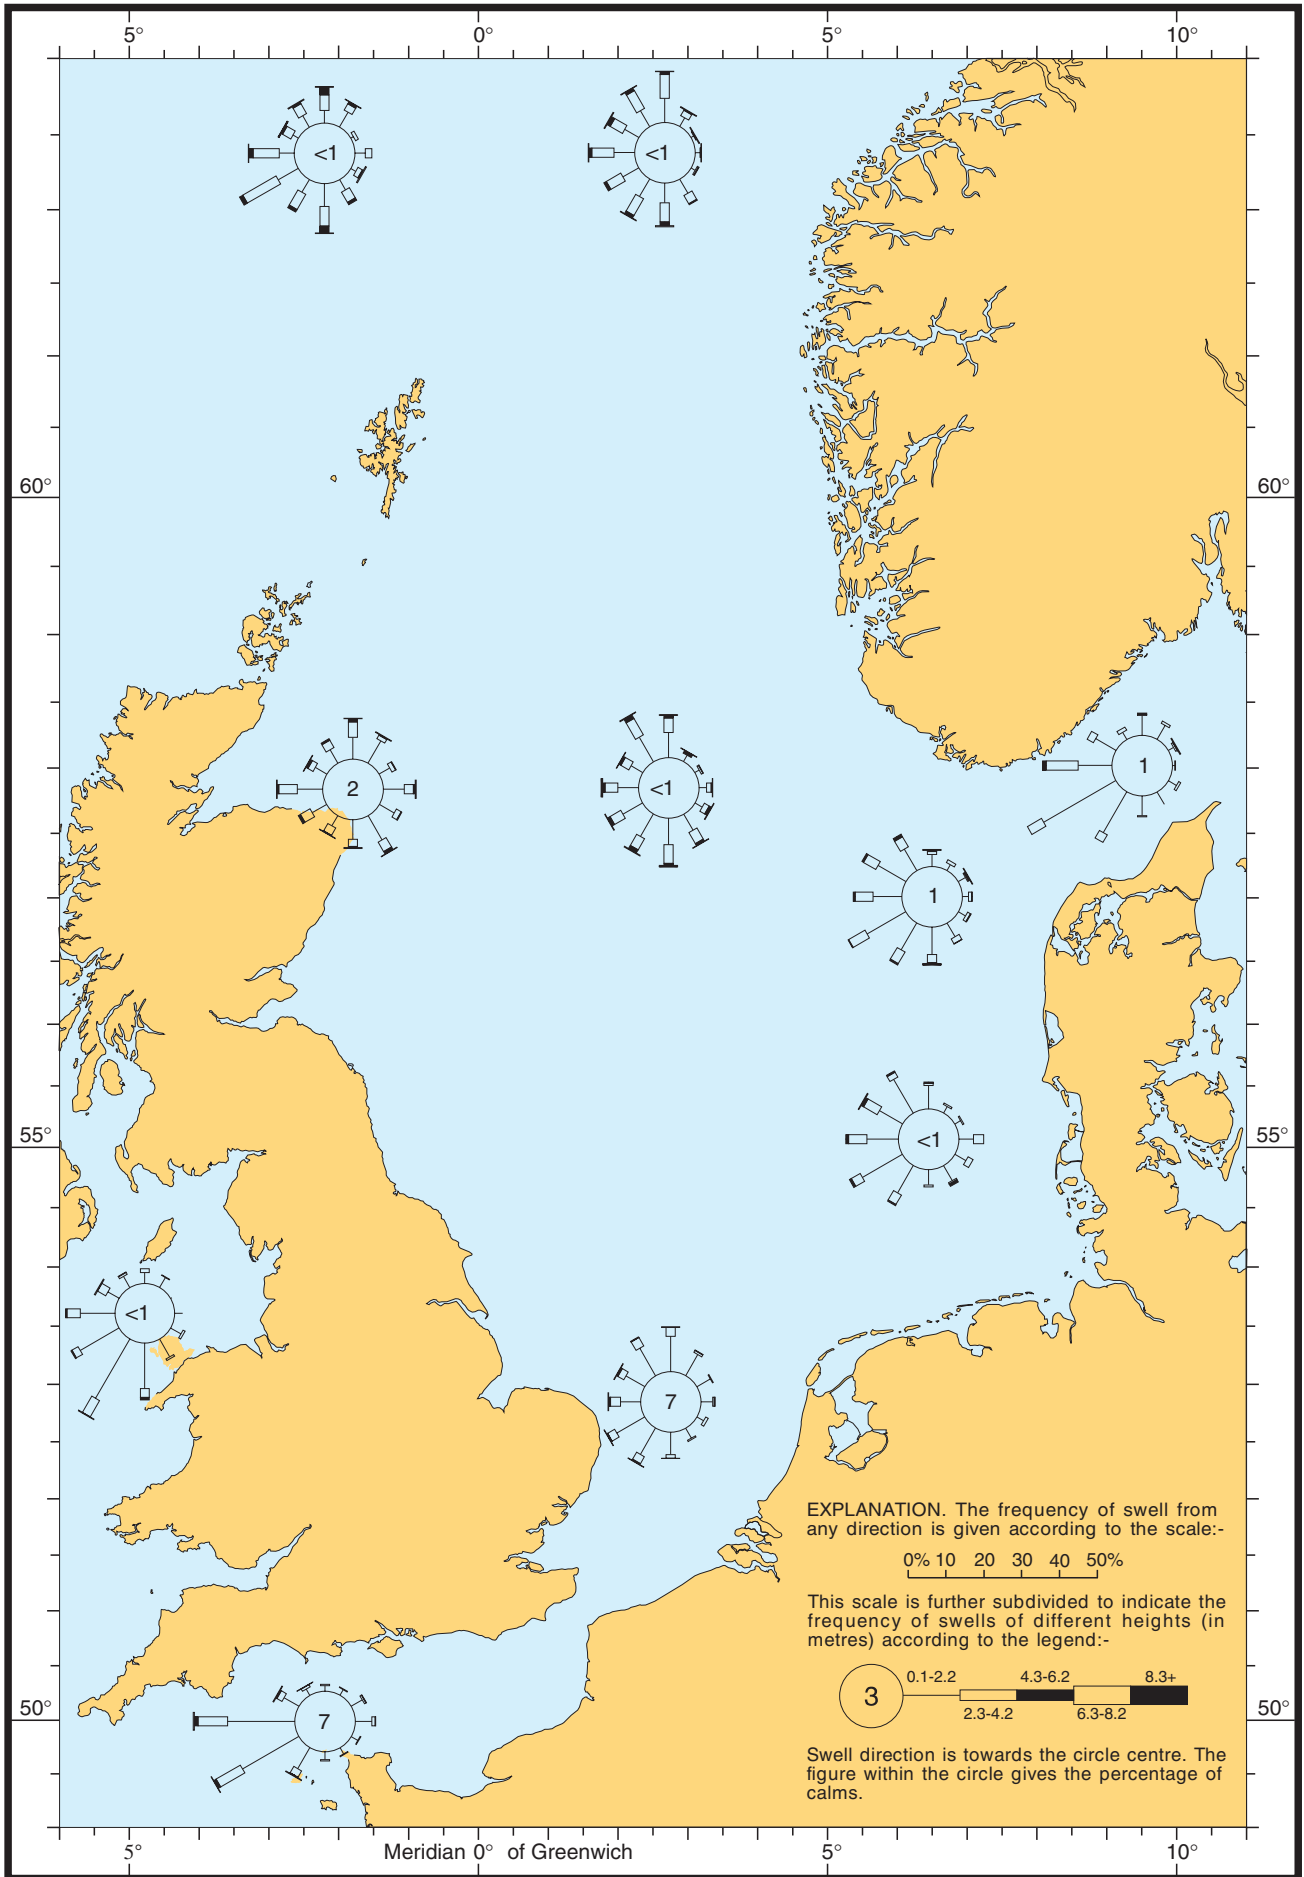 5° 0° 5° 10°
<1 <1
60° 60°
2 <1 1
1
55° <1 55°
<1
7
EXPLANATION. The frequency of swell from
any direction is given according to the scale:-
0% 10 20 30 40 50%
This scale is further subdivided to indicate the
frequency of swells of different heights (in
metres) according to the legend:-
0.1-2.2 4.3-6.2 8.3+
3
2.3-4.2 6.3-8.2
50° 7 50°
Swell direction is towards the circle centre. The
figure within the circle gives the percentage of
calms.
5° Meridian 0° of Greenwich 5° 10°